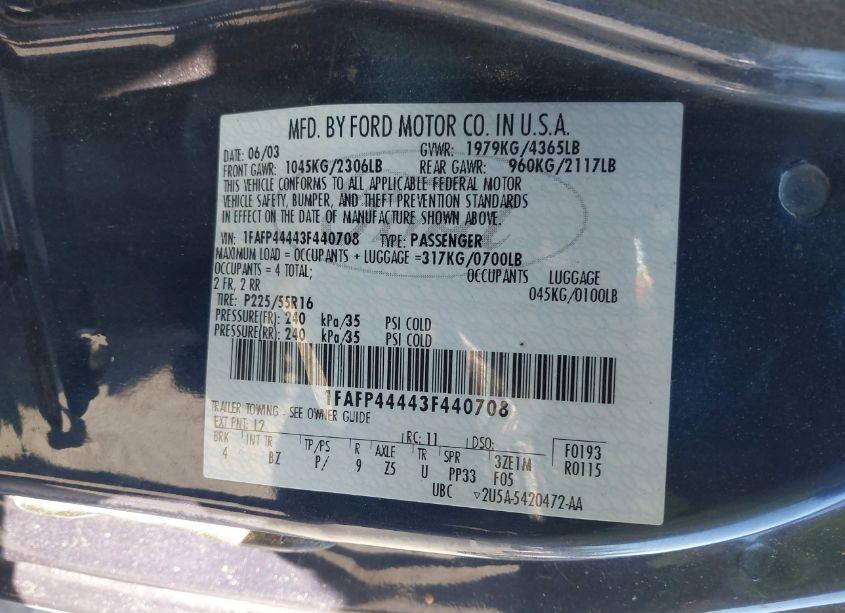 MFD. BY FORD MOTOR CO. IN U.S.A.
DATE: 06/03 GVWR: 1979KG/4365LB
FRONT GAWR: 1045KG/2306LB REAR GAWR: 960KG/2117LB
THIS VEHICLE CONFORMS TO ALL APPLICABLE FEDERAL MOTOR
VEHICLE SAFETY, BUMPER, AND THEFT PREVENTION STANDARDS
IN EFFECT ON THE DATE OF MANUFACTURE SHOWN ABOVE.
VIN: 1FAFP44443F440708 TYPE: PASSENGER
MAXIMUM LOAD = OCCUPANTS + LUGGAGE =317KG/0700LB
OCCUPANTS = 4 TOTAL; OCCUPANTS LUGGAGE
2 FR, 2 RR 045KG/0100LB
TIRE: P225/55R16
PRESSURE(FR): 240 kPa/35 PSI COLD
PRESSURE(RR): 240 kPa/35 PSI COLD
1FAFP44443F440708
TRAILER TOWING - SEE OWNER GUIDE
EXT PNT: 12 RC: 11 DSO:
BRK INT TR TP/PS R AXLE TR SPR 3ZE1M F0193
4 BZ P/ 9 Z5 U PP33 F05 R0115
UBC ▽2U5A-5420472-AA